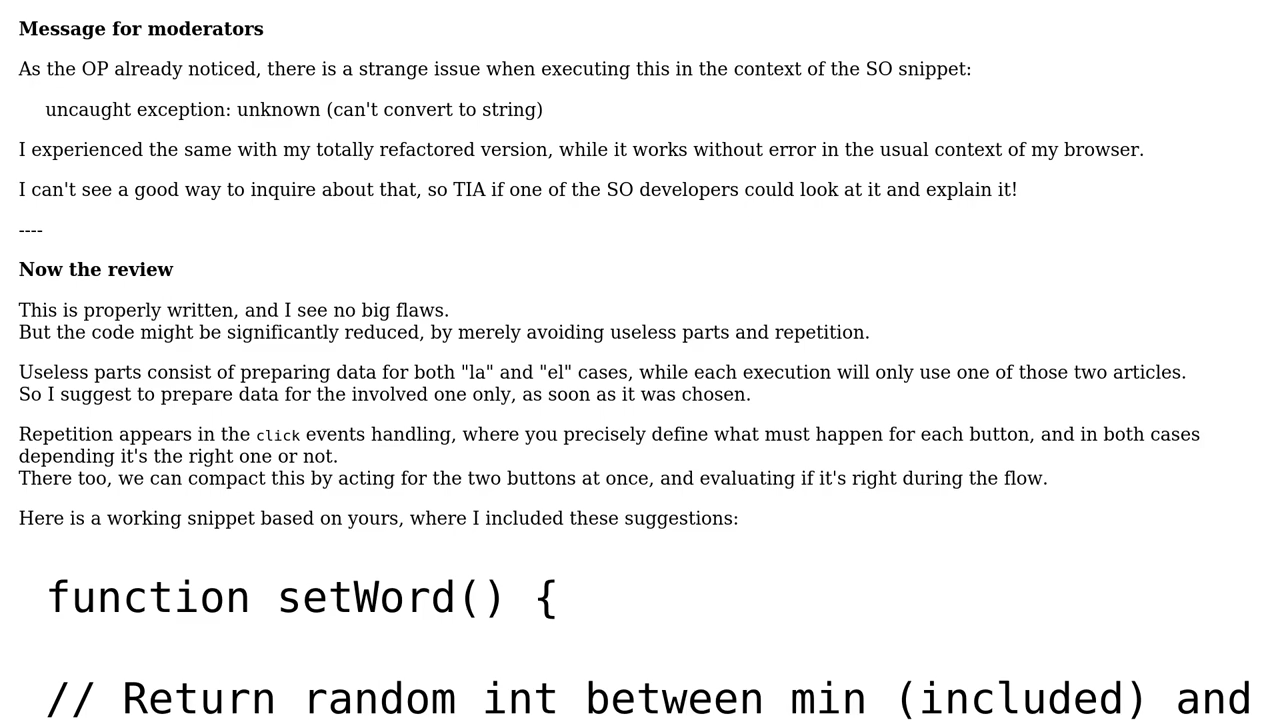 Message for moderators
As the OP already noticed, there is a strange issue when executing this in the context of the SO snippet:
uncaught exception: unknown (can't convert to string)
I experienced the same with my totally refactored version, while it works without error in the usual context of my browser.
I can't see a good way to inquire about that, so TIA if one of the SO developers could look at it and explain it!
----
Now the review
This is properly written, and I see no big flaws.
But the code might be significantly reduced, by merely avoiding useless parts and repetition.
Useless parts consist of preparing data for both "la" and "el" cases, while each execution will only use one of those two articles.
So I suggest to prepare data for the involved one only, as soon as it was chosen.
Repetition appears in the click events handling, where you precisely define what must happen for each button, and in both cases
depending it's the right one or not.
There too, we can compact this by acting for the two buttons at once, and evaluating if it's right during the flow.
Here is a working snippet based on yours, where I included these suggestions:
function setWord() {
// Return random int between min (included) and